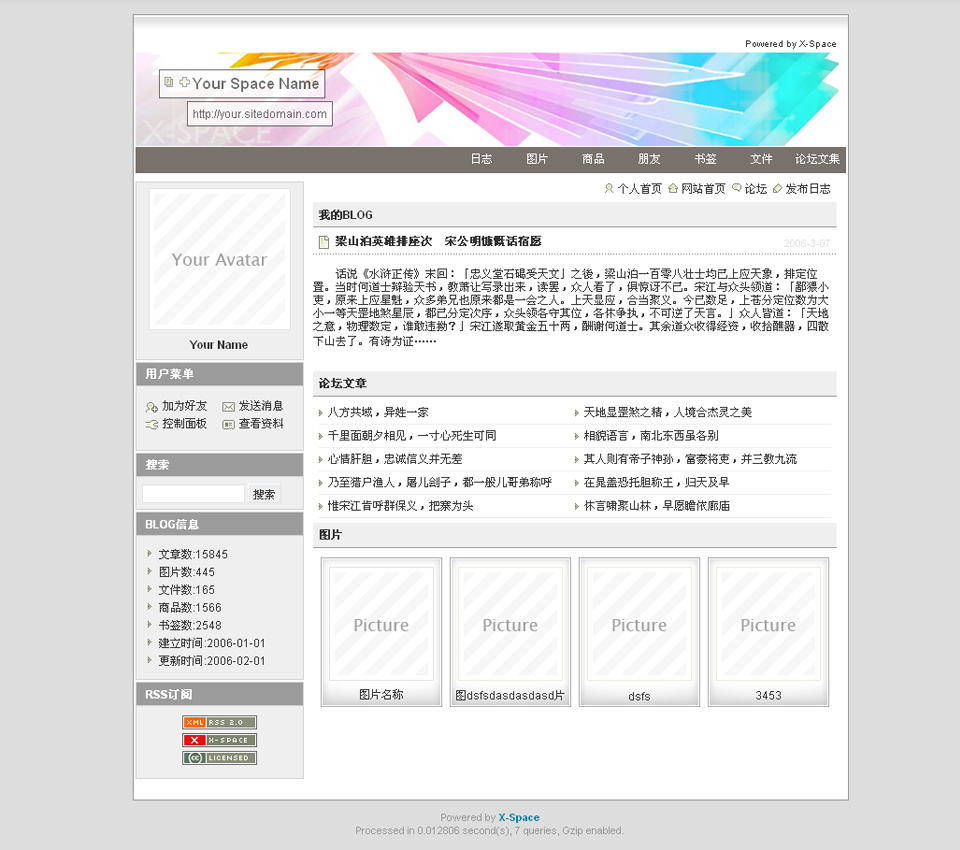 Powered by X-Space
Your Space Name
http://your.sitedomain.com
X-SPACE
日志 图片 商品 朋友 书签 文件 论坛文集
个人首页 网站首页 论坛 发布日志
Your Avatar
Your Name
用户菜单
加为好友 发送消息
控制面板 查看资料
搜索
搜索
BLOG信息
文章数:15845
图片数:445
文件数:165
商品数:1566
书签数:2548
建立时间:2006-01-01
更新时间:2006-02-01
RSS订阅
XML RSS 2.0
X X-SPACE
cc LICENSED
我的BLOG
梁山泊英雄排座次 宋公明慷慨话宿愿 2006-3-07
话说《水浒正传》末回：「忠义堂石碣受天文」之後，梁山泊一百零八壮士均已上应天象，排定位
置。当时何道士辩验天书，教萧让写录出来，读罢，众人看了，俱惊讶不已。宋江与众头领道：「鄙猥小
吏，原来上应星魁，众多弟兄也原来都是一会之人。上天显应，合当聚义。今已数足，上苍分定位数为大
小一等天罡地煞星辰，都已分定次序，众头领各守其位，各休争执，不可逆了天言。」众人皆道：「天地
之意，物理数定，谁敢违拗？」宋江遂取黄金五十两，酬谢何道士。其余道众收得经资，收拾醮器，四散
下山去了。有诗为证……
论坛文章
八方共域，异姓一家 天地显罡煞之精，人境合杰灵之美
千里面朝夕相见，一寸心死生可同 相貌语言，南北东西虽各别
心情肝胆，忠诚信义并无差 其人则有帝子神孙，富豪将吏，并三教九流
乃至猎户渔人，屠儿刽子，都一般儿哥弟称呼 在晁盖恐托胆称王，归天及早
惟宋江肯呼群保义，把寨为头 休言啸聚山林，早愿瞻依廊庙
图片
Picture Picture Picture Picture
图片名称 图dsfsdasdasdasd片 dsfs 3453
Powered by X-Space
Processed in 0.012806 second(s), 7 queries, Gzip enabled.